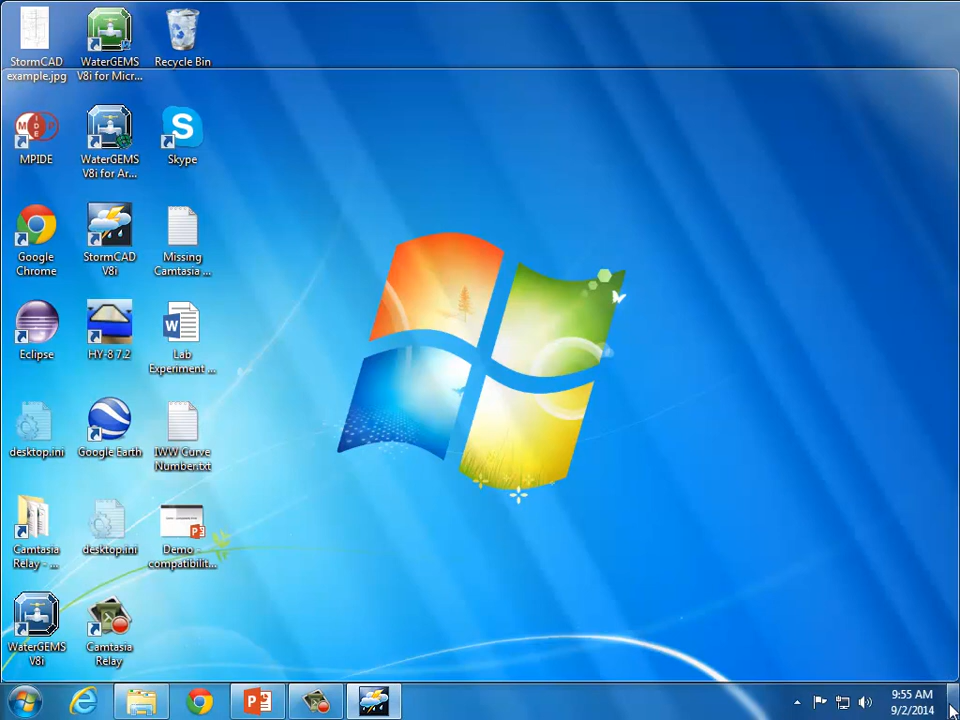 StormCAD
example.jpg
WaterGEMS
V8i for Micr...
Recycle Bin
MPIDE
WaterGEMS
V8i for Ar...
Skype
Google
Chrome
StormCAD
V8i
Missing
Camtasia ...
Eclipse
HY-8 7.2
Lab
Experiment ...
desktop.ini
Google Earth
IWW Curve
Number.txt
Camtasia
Relay - ...
desktop.ini
Demo -
compatibilit...
WaterGEMS
V8i
Camtasia
Relay
9:55 AM
9/2/2014